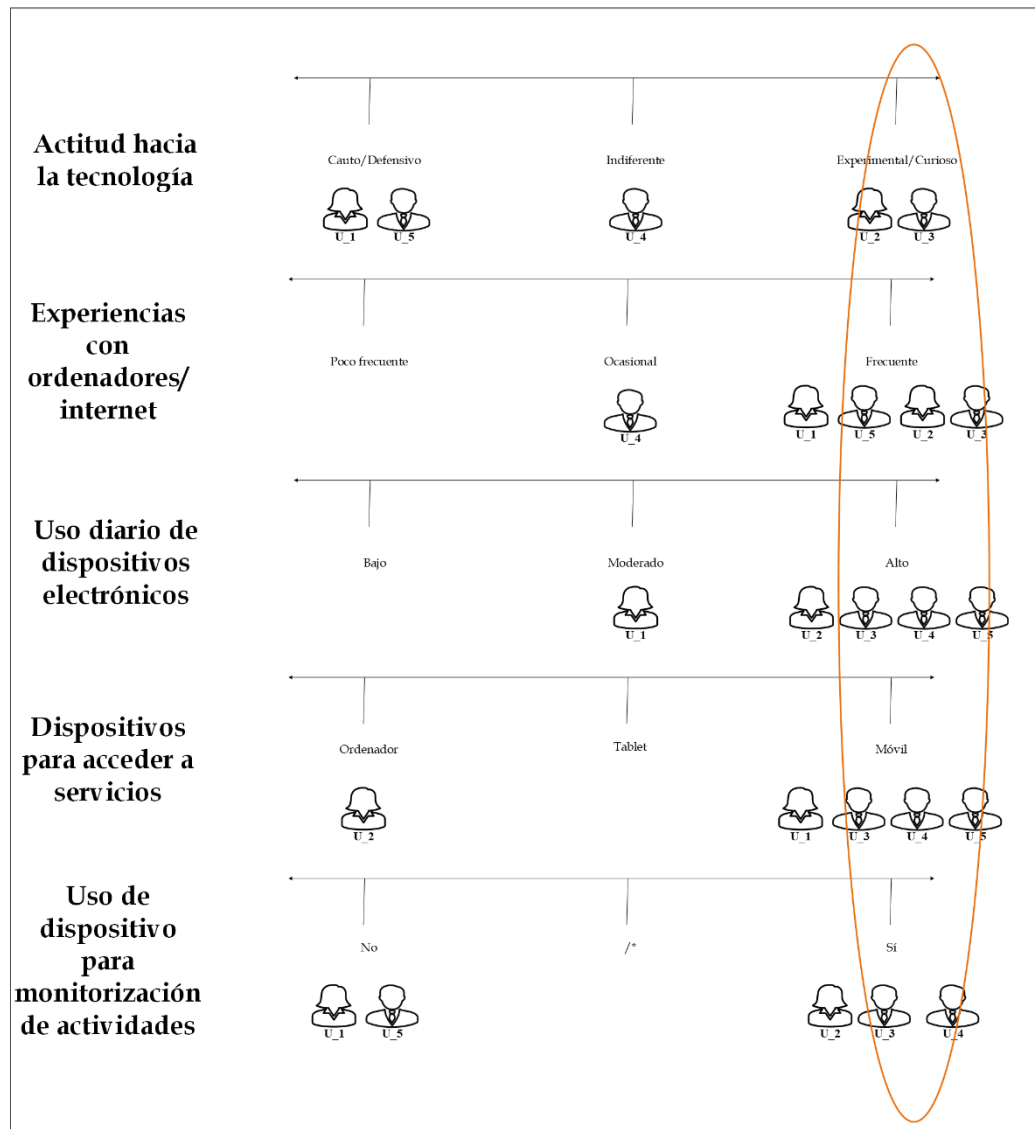 Actitud hacia
la tecnología
Cauto/Defensivo
Indiferente
Experimental/Curioso
U_1
U_5
U_4
U_2
U_3
Experiencias
con
ordenadores/
internet
Poco frecuente
Ocasional
Frecuente
U_4
U_1
U_5
U_2
U_3
Uso diario de
dispositivos
electrónicos
Bajo
Moderado
Alto
U_1
U_2
U_3
U_4
U_5
Dispositivos
para acceder a
servicios
Ordenador
Tablet
Móvil
U_2
U_1
U_3
U_4
U_5
Uso de
dispositivo
para
monitorización
de actividades
No
/*
Sí
U_1
U_5
U_2
U_3
U_4